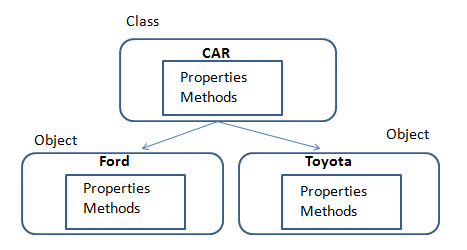 Class
CAR
Properties
Methods
Object
Object
Ford
Properties
Methods
Toyota
Properties
Methods